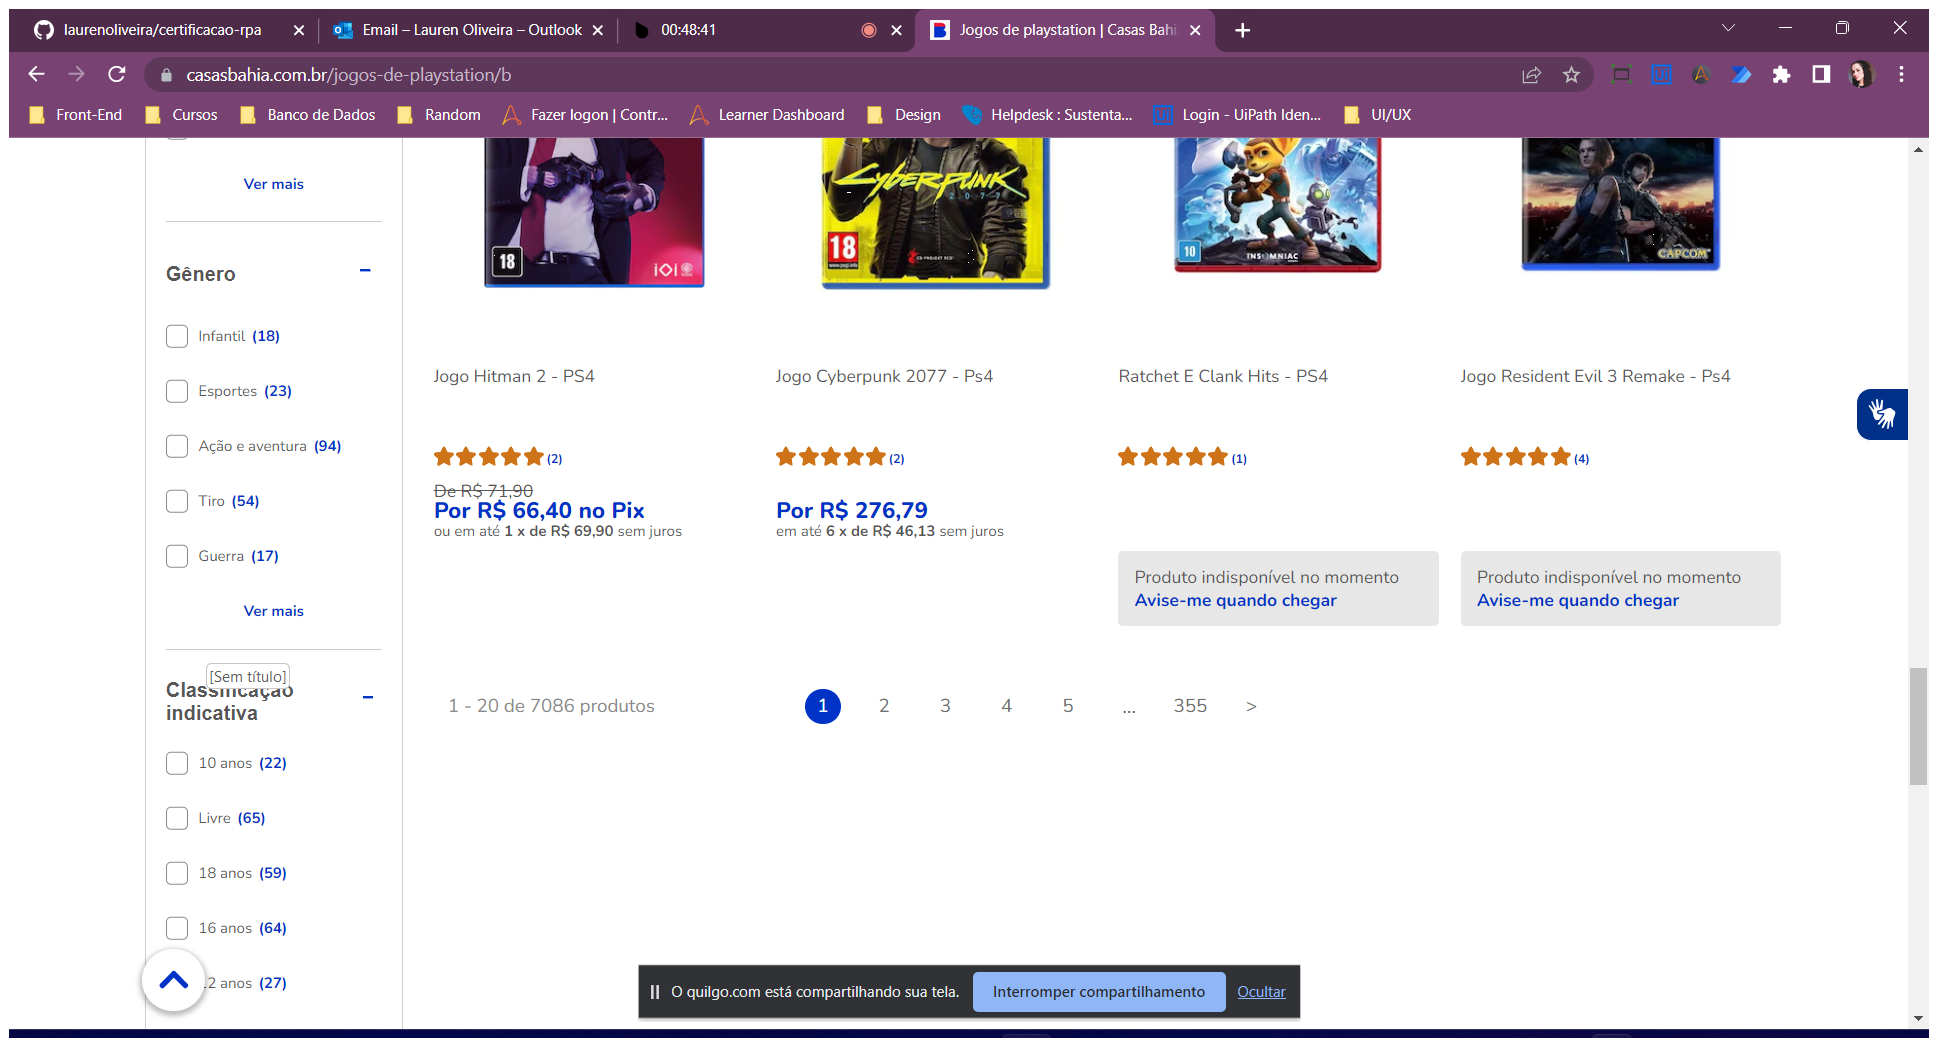 laurenoliveira/certificacao-rpa
Email – Lauren Oliveira – Outlook
00:48:41
Jogos de playstation | Casas Bahi
casasbahia.com.br/jogos-de-playstation/b
Front-End
Cursos
Banco de Dados
Random
Fazer logon | Contr...
Learner Dashboard
Design
Helpdesk : Sustenta...
Login - UiPath Iden...
UI/UX
Ver mais
Gênero
Infantil (18)
Esportes (23)
Ação e aventura (94)
Tiro (54)
Guerra (17)
Ver mais
[Sem título]
Classificação
indicativa
10 anos (22)
Livre (65)
18 anos (59)
16 anos (64)
12 anos (27)
18
CYBERPUNK
2077
18
CD PROJEKT RED
10
INSOMNIAC
CAPCOM
Jogo Hitman 2 - PS4
(2)
De R$ 71,90
Por R$ 66,40 no Pix
ou em até 1 x de R$ 69,90 sem juros
Jogo Cyberpunk 2077 - Ps4
(2)
Por R$ 276,79
em até 6 x de R$ 46,13 sem juros
Ratchet E Clank Hits - PS4
(1)
Produto indisponível no momento
Avise-me quando chegar
Jogo Resident Evil 3 Remake - Ps4
(4)
Produto indisponível no momento
Avise-me quando chegar
1 - 20 de 7086 produtos
1 2 3 4 5 ... 355 >
O quilgo.com está compartilhando sua tela.
Interromper compartilhamento
Ocultar